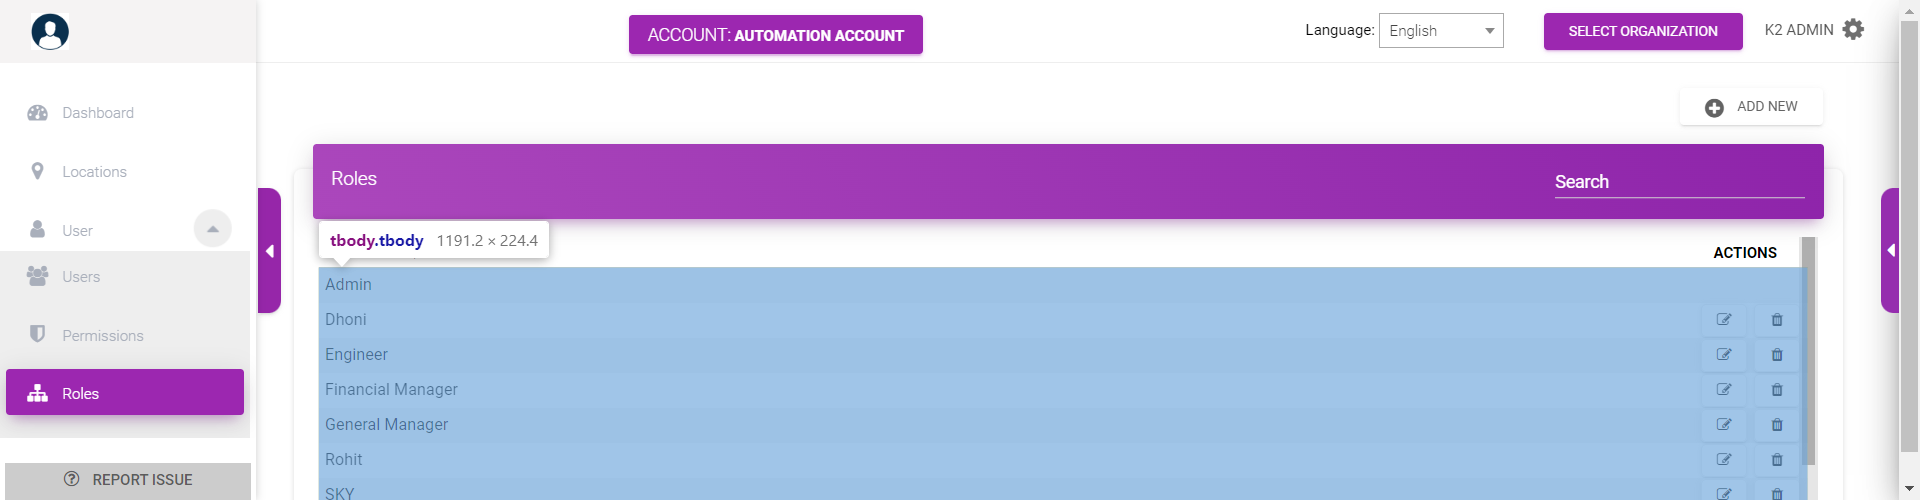 ACCOUNT: AUTOMATION ACCOUNT
Language: English
SELECT ORGANIZATION
K2 ADMIN
Dashboard
Locations
User
Users
Permissions
Roles
REPORT ISSUE
ADD NEW
Roles
Search
tbody.tbody 1191.2 × 224.4
ACTIONS
Admin
Dhoni
Engineer
Financial Manager
General Manager
Rohit
SKY